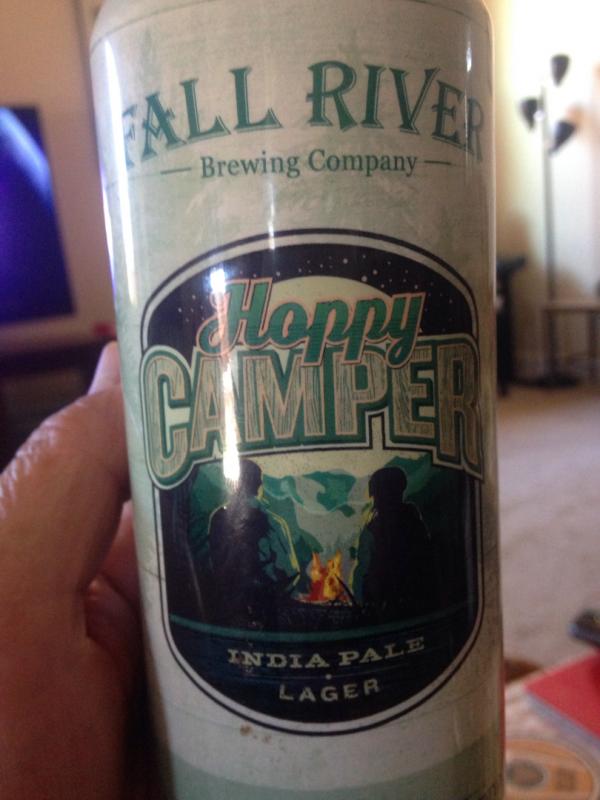 FALL RIVER
Brewing Company
Hoppy
CAMPER
INDIA PALE
LAGER